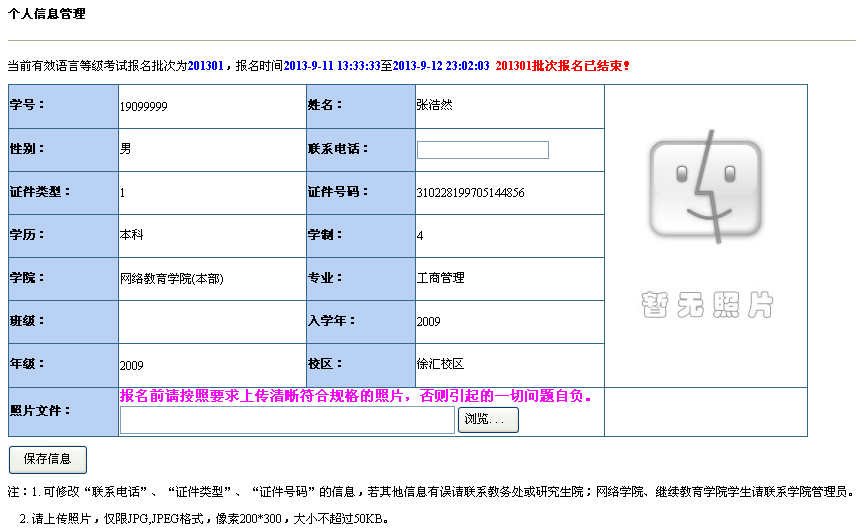 个人信息管理
当前有效语言等级考试报名批次为201301，报名时间2013-9-11 13:33:33至2013-9-12 23:02:03 201301批次报名已结束！
学号： 19099999 姓名： 张浩然
性别： 男 联系电话：
证件类型： 1 证件号码： 310228199705144856
学历： 本科 学制： 4
学院： 网络教育学院(本部) 专业： 工商管理
班级： 入学年： 2009
年级： 2009 校区： 徐汇校区
暂无照片
照片文件： 报名前请按照要求上传清晰符合规格的照片，否则引起的一切问题自负。
浏览...
保存信息
注：1. 可修改“联系电话”、“证件类型”、“证件号码”的信息，若其他信息有误请联系教务处或研究生院；网络学院、继续教育学院学生请联系学院管理员。
2. 请上传照片，仅限JPG,JPEG格式，像素200*300，大小不超过50KB。